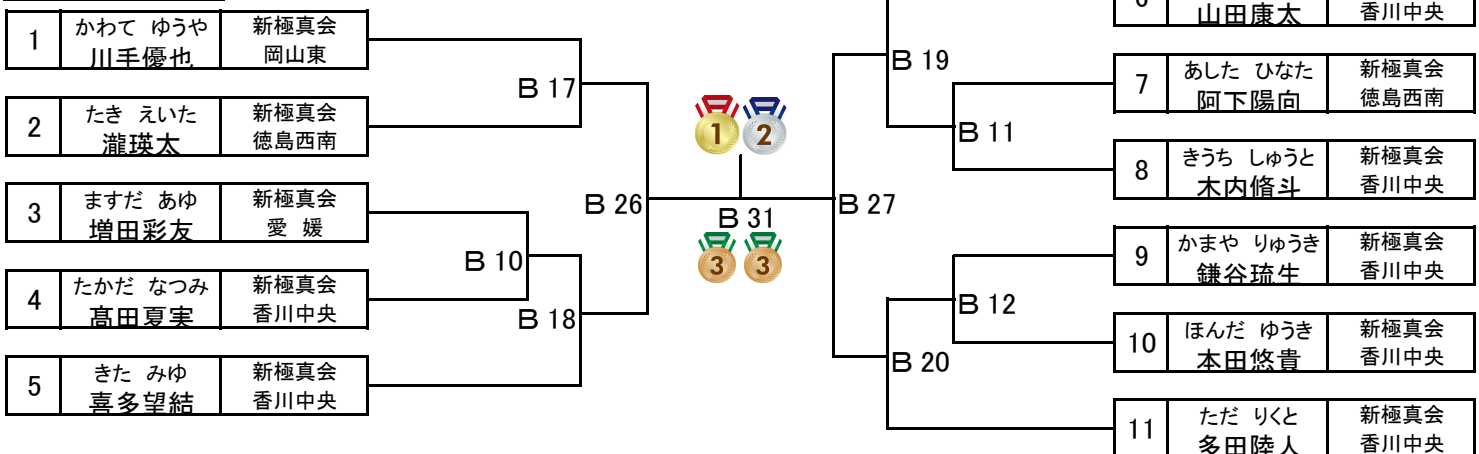 1
かわて ゆうや
川手優也
新極真会
岡山東
2
たき えいた
瀧瑛太
新極真会
徳島西南
3
ますだ あゆ
増田彩友
新極真会
愛 媛
4
たかだ なつみ
髙田夏実
新極真会
香川中央
5
きた みゆ
喜多望結
新極真会
香川中央
B 17
B 10
B 18
B 26
1
2
B 31
3
3
B 27
B 19
B 11
B 12
B 20
山田康太
香川中央
7
あした ひなた
阿下陽向
新極真会
徳島西南
8
きうち しゅうと
木内脩斗
新極真会
香川中央
9
かまや りゅうき
鎌谷琉生
新極真会
香川中央
10
ほんだ ゆうき
本田悠貴
新極真会
香川中央
11
ただ りくと
多田陸人
新極真会
香川中央